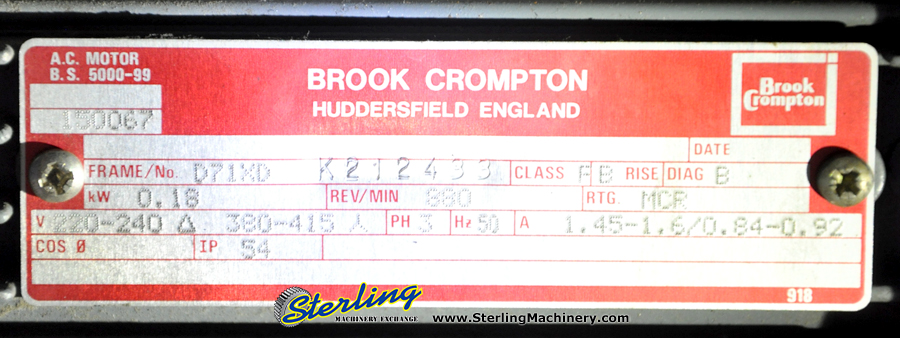 A.C. MOTOR
B.S. 5000-99
BROOK CROMPTON
HUDDERSFIELD ENGLAND
Brook
Crompton
150067
DATE
FRAME/No. D71MD K212433 CLASS F B RISE DIAG B
kW 0.18 REV/MIN 880 RTG. MCR
V 220-240 Δ 380-415 ⅄ PH 3 Hz 50 A 1.45-1.6/0.84-0.92
COS Ø IP 54
918
Sterling
MACHINERY EXCHANGE
www.SterlingMachinery.com